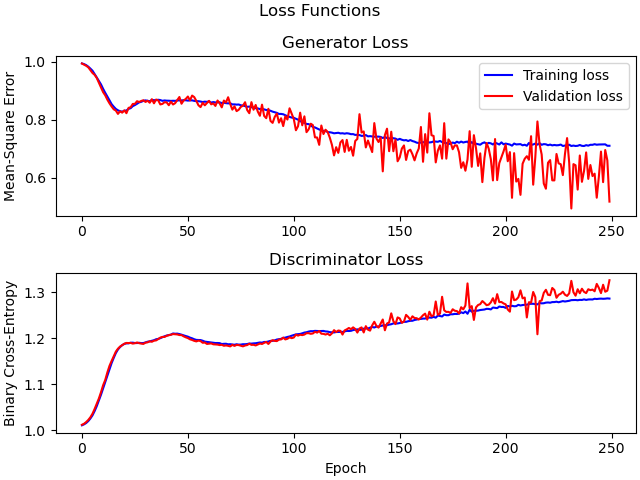 Loss Functions
Generator Loss
Mean-Square Error
1.0
0.8
0.6
Training loss
Validation loss
0
50
100
150
200
250
Discriminator Loss
Binary Cross-Entropy
1.3
1.2
1.1
1.0
0
50
100
150
200
250
Epoch